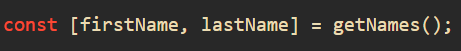 const [firstName, lastName] = getNames();